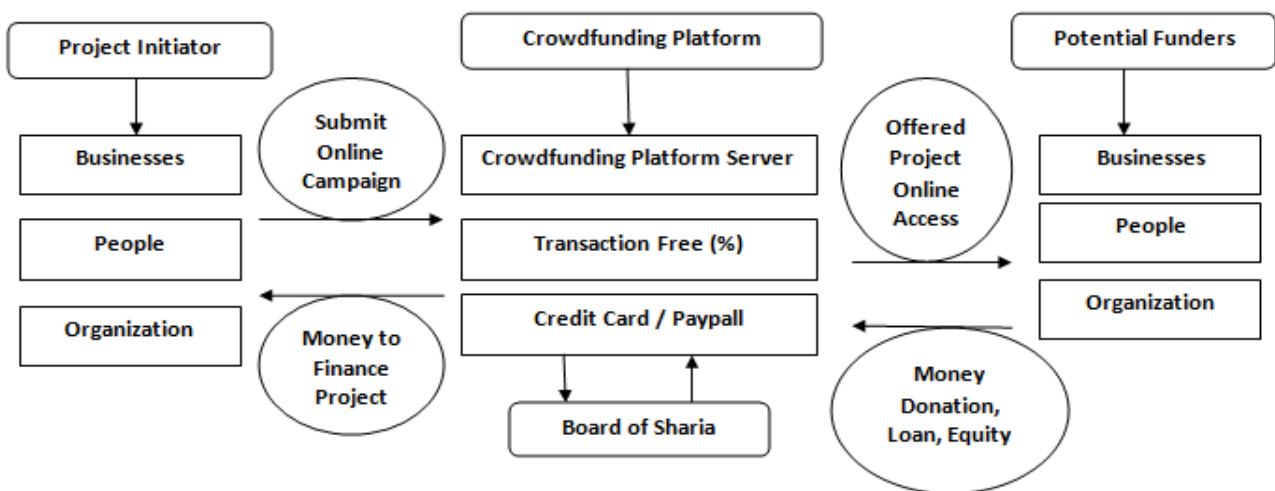 Project Initiator
Crowdfunding Platform
Potential Funders
Submit
Online
Campaign
Offered
Project
Online
Access
Businesses
Crowdfunding Platform Server
Businesses
People
Transaction Free (%)
People
Organization
Credit Card / Paypall
Organization
Money to
Finance
Project
Money
Donation,
Loan, Equity
Board of Sharia